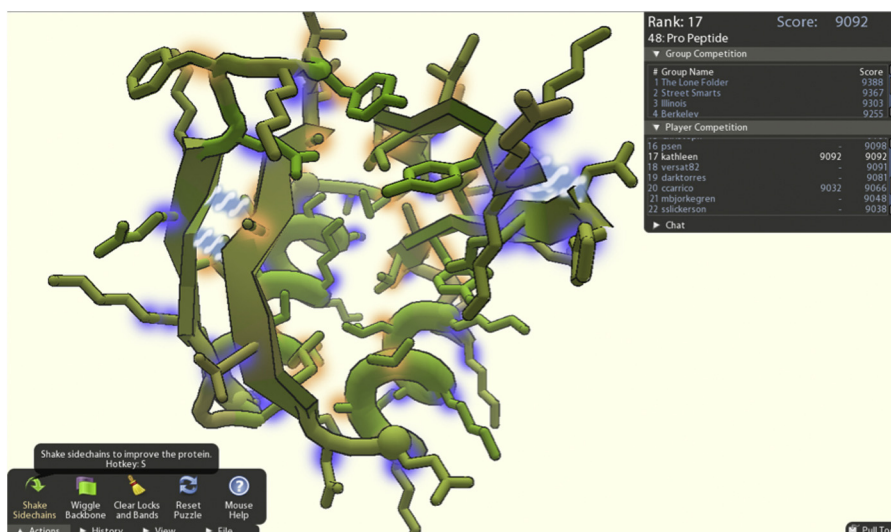 Rank: 17 Score: 9092
48: Pro Peptide
▼ Group Competition
# Group Name Score
1 The Lone Folder 9388
2 Street Smarts 9367
3 Illinois 9303
4 Berkeley 9255
▼ Player Competition
16 psen - 9098
17 kathleen 9092 9092
18 versat82 - 9091
19 darktorres - 9081
20 ccarrico 9032 9066
21 mbjorkegren - 9048
22 sslickerson - 9038
▶ Chat
Shake sidechains to improve the protein.
Hotkey: S
Shake Sidechains
Wiggle Backbone
Clear Locks and Bands
Reset Puzzle
Mouse Help
▲ Actions ▶ History ▶ View ▶ File
Pull